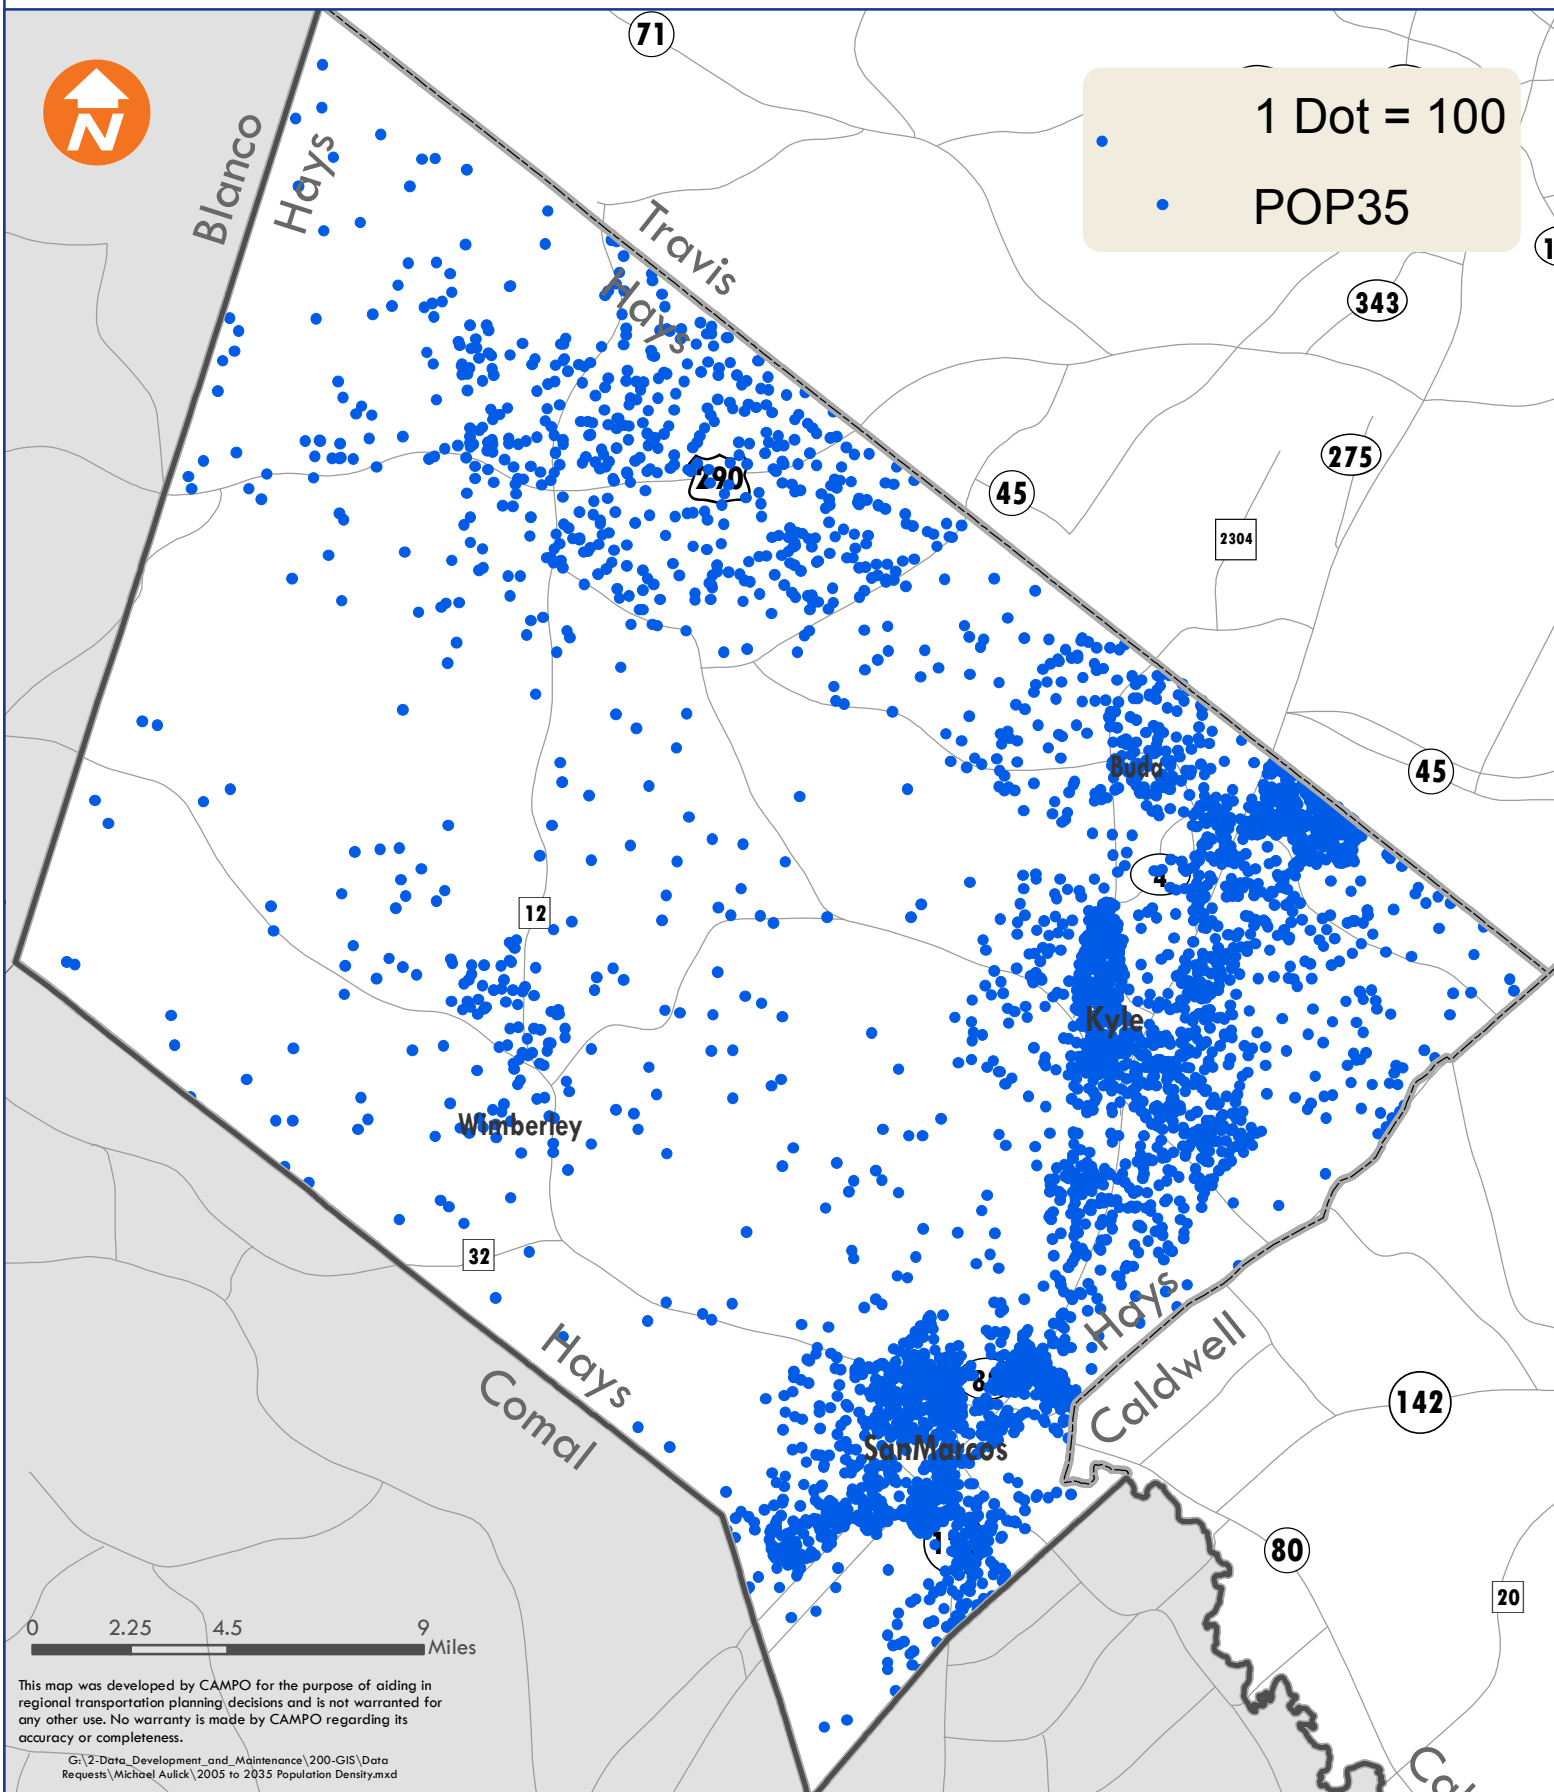 71
N
1 Dot = 100
POP35
Blanco
Hays
Travis
Hays
343
275
290
45
2304
Buda
45
4
12
Kyle
Wimberley
32
Hays
Caldwell
Hays
Comal
142
SanMarcos
80
20
0 2.25 4.5 9
Miles
This map was developed by CAMPO for the purpose of aiding in
regional transportation planning decisions and is not warranted for
any other use. No warranty is made by CAMPO regarding its
accuracy or completeness.
G:\2-Data_Development_and_Maintenance\200-GIS\Data
Requests\Michael Aulick\2005 to 2035 Population Density.mxd